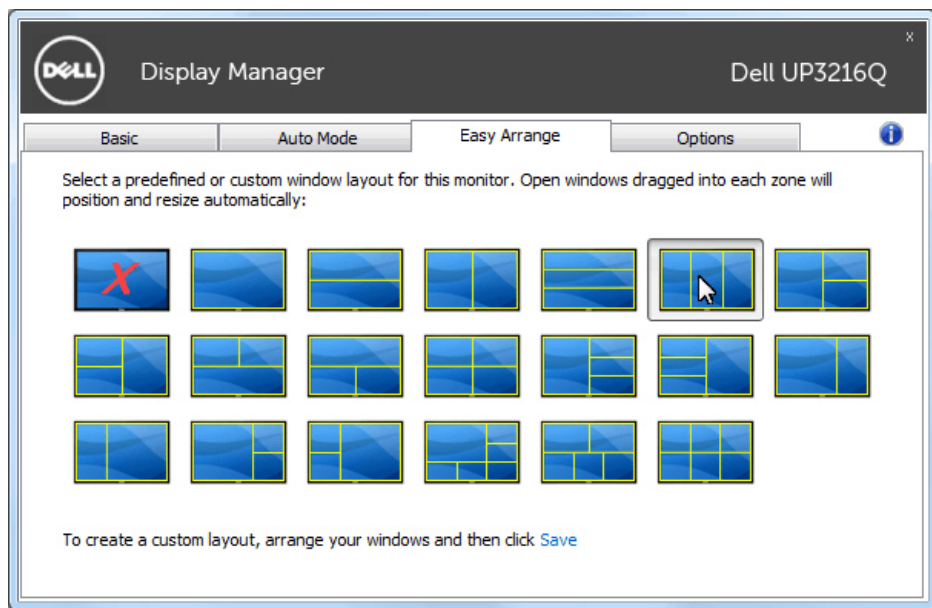 x
DELL Display Manager Dell UP3216Q
Basic Auto Mode Easy Arrange Options i
Select a predefined or custom window layout for this monitor. Open windows dragged into each zone will
position and resize automatically:
X
To create a custom layout, arrange your windows and then click Save